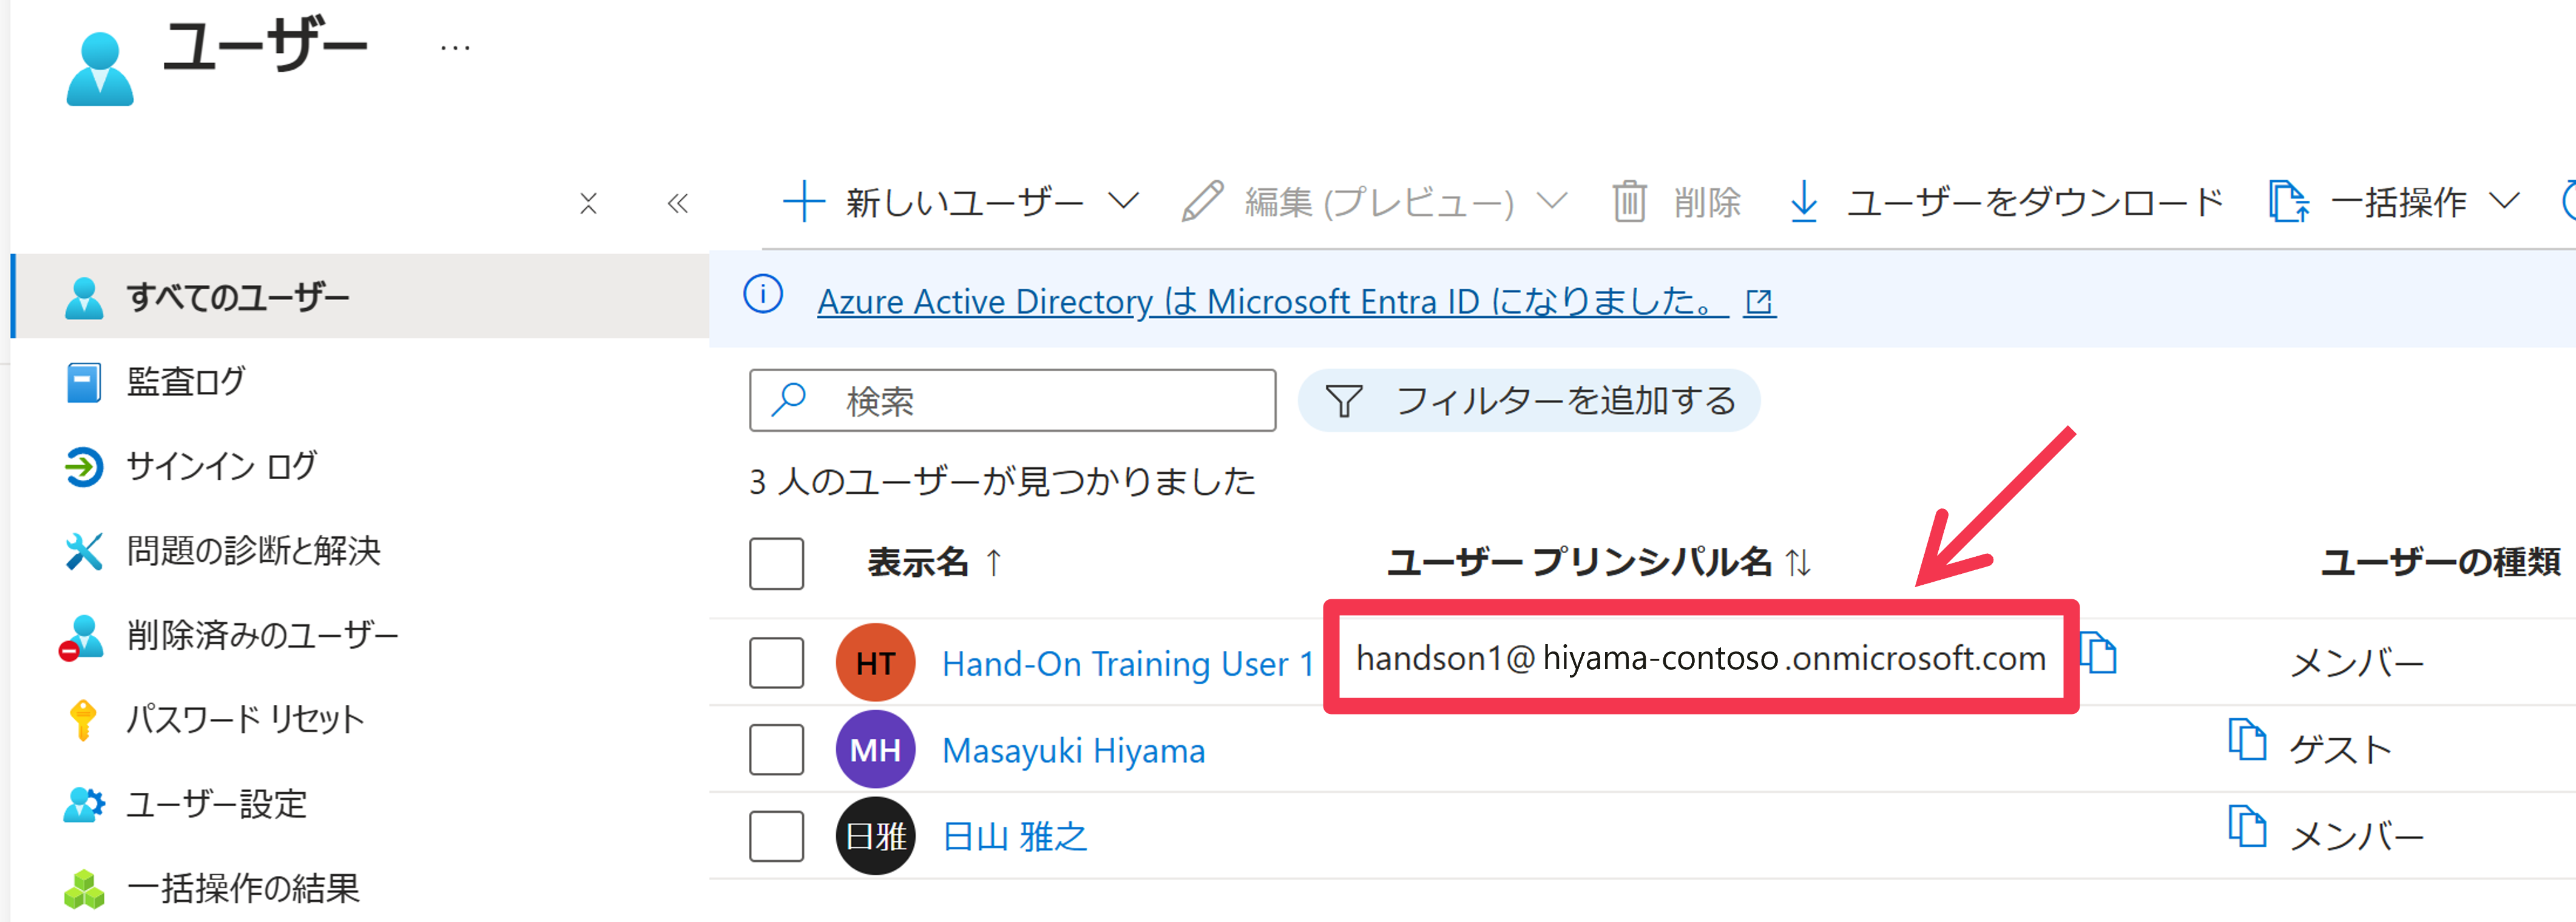 ユーザー …
新しいユーザー 編集 (プレビュー) 削除 ユーザーをダウンロード 一括操作
すべてのユーザー
監査ログ
サインイン ログ
問題の診断と解決
削除済みのユーザー
パスワード リセット
ユーザー設定
一括操作の結果
Azure Active Directory は Microsoft Entra ID になりました。
検索 フィルターを追加する
3 人のユーザーが見つかりました
表示名 ↑ ユーザー プリンシパル名 ↑↓ ユーザーの種類
HT Hand-On Training User 1 handson1@hiyama-contoso.onmicrosoft.com メンバー
MH Masayuki Hiyama ゲスト
日雅 日山 雅之 メンバー